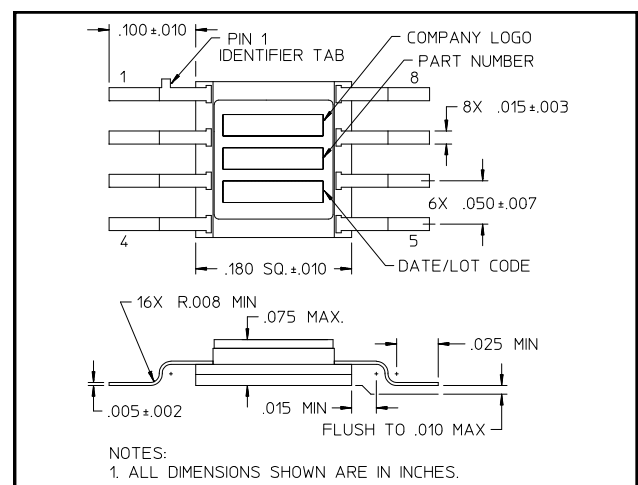 .100±.010
PIN 1
IDENTIFIER TAB
COMPANY LOGO
PART NUMBER
1
8
8X .015±.003
6X .050±.007
4
5
.180 SQ.±.010
DATE/LOT CODE
16X R.008 MIN
.075 MAX.
.025 MIN
.005±.002
.015 MIN
FLUSH TO .010 MAX
NOTES:
1. ALL DIMENSIONS SHOWN ARE IN INCHES.